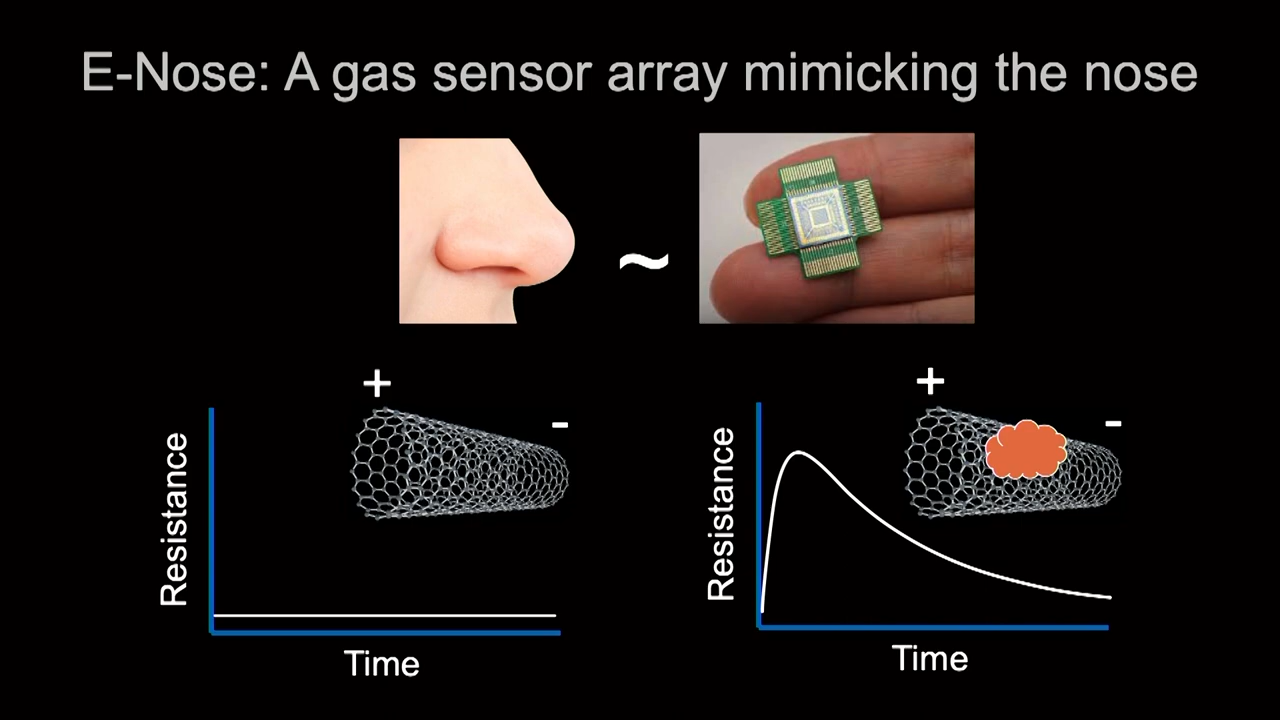 E-Nose: A gas sensor array mimicking the nose
~
+
-
Resistance
Time
+
-
Resistance
Time